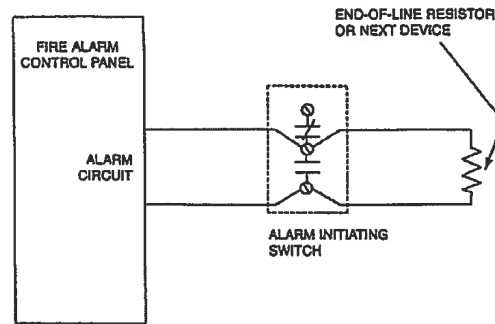 END-OF-LINE RESISTOR
OR NEXT DEVICE
FIRE ALARM
CONTROL PANEL
ALARM
CIRCUIT
ALARM INITIATING
SWITCH